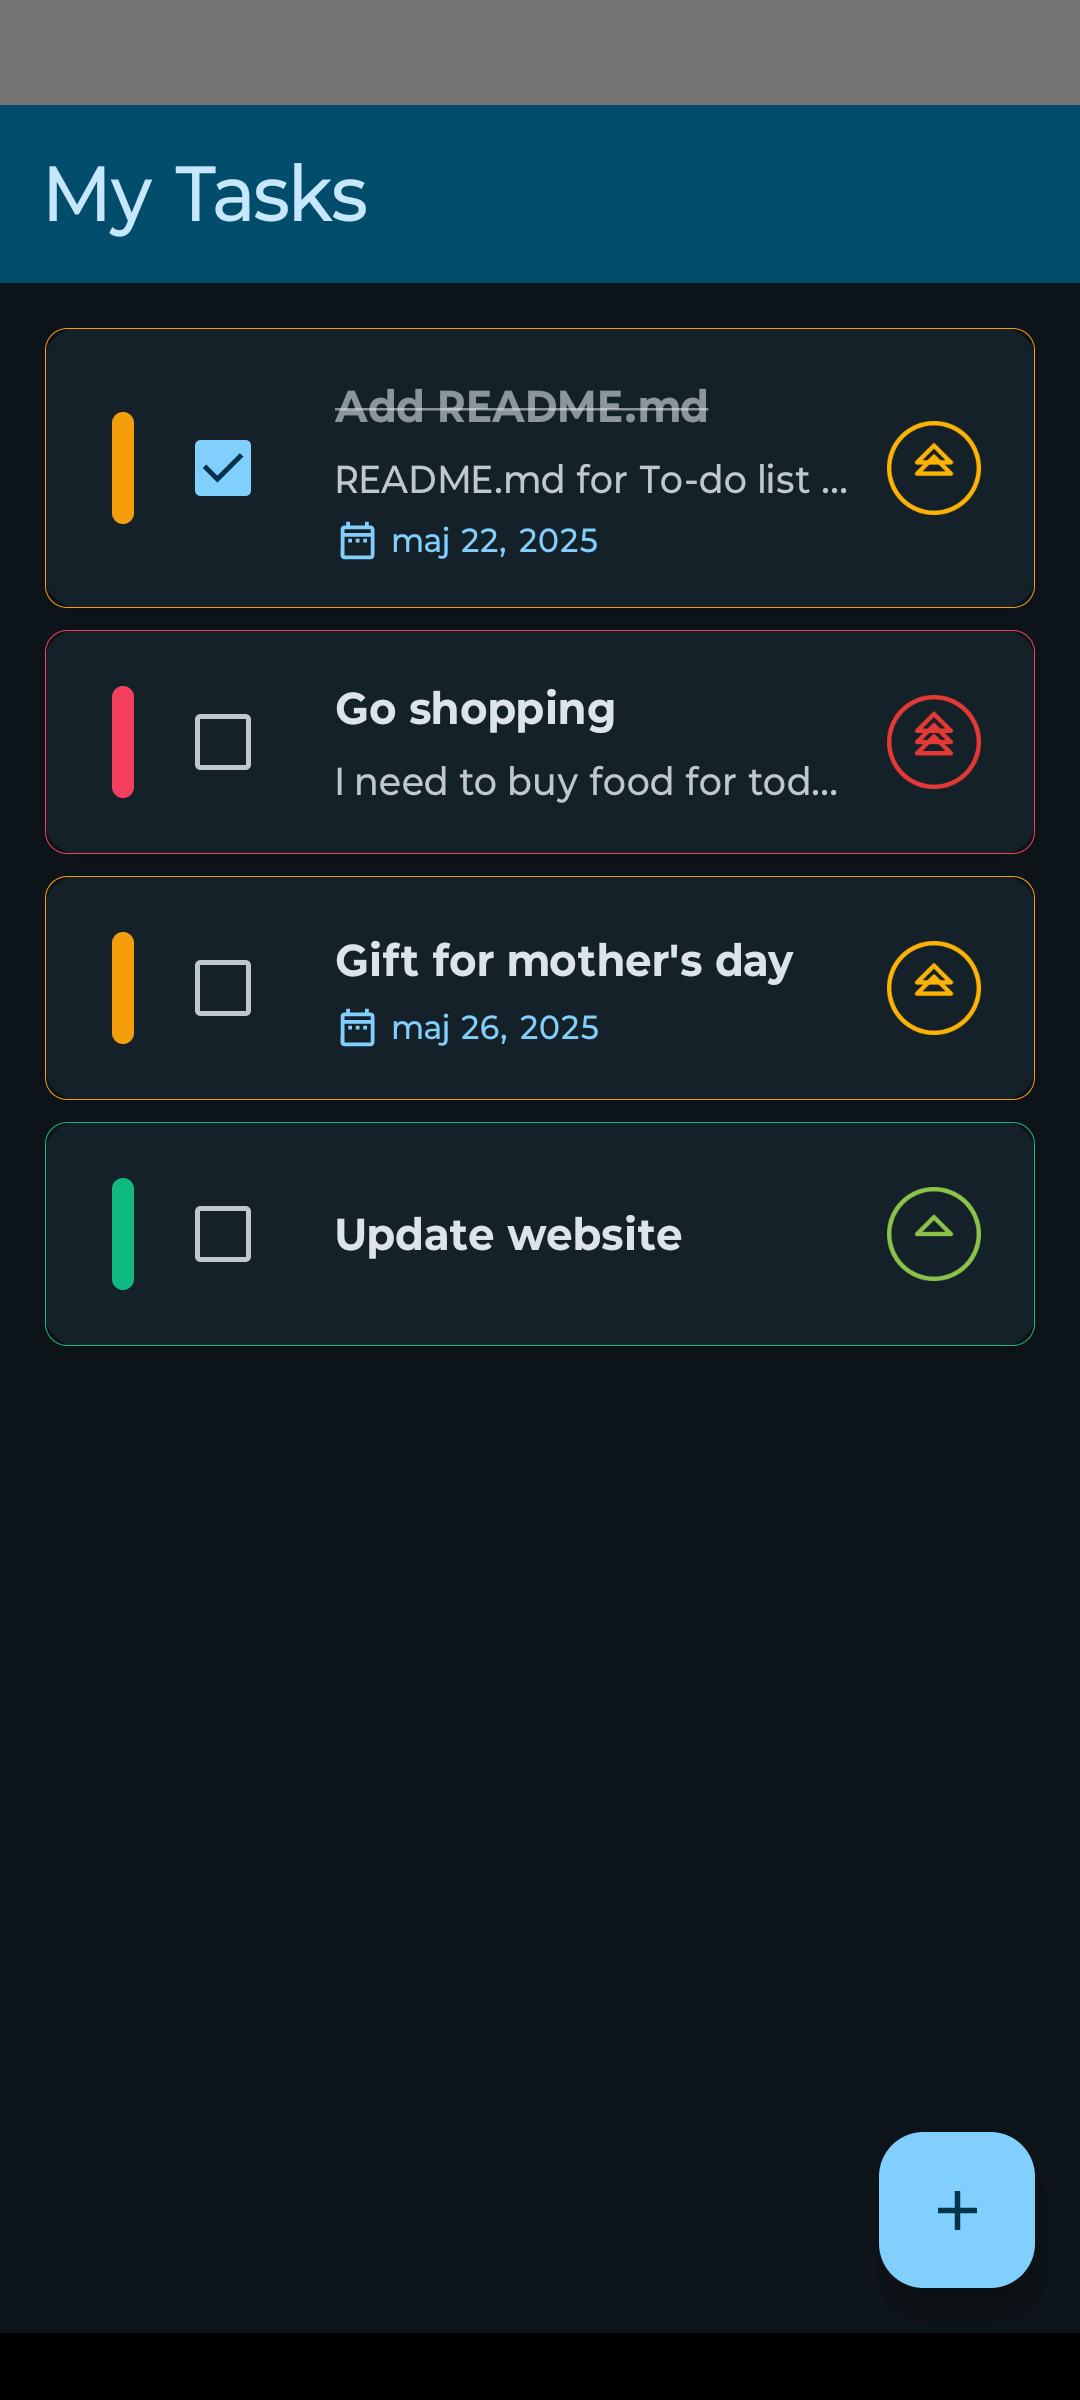 My Tasks
Add README.md
README.md for To-do list ...
maj 22, 2025
Go shopping
I need to buy food for tod...
Gift for mother's day
maj 26, 2025
Update website